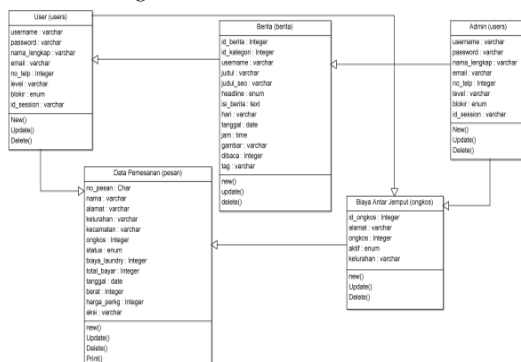 User (users)
username : varchar
password : varchar
nama_lengkap : varchar
email : varchar
no_telp : Integer
level : varchar
blokir : enum
id_session : varchar
New()
Update()
Delete()
Berita (berita)
id_berita : Integer
id_kategori : Integer
username : varchar
judul : varchar
judul_seo : varchar
headline : enum
isi_berita : text
hari : varchar
tanggal : date
jam : time
gambar : varchar
dibaca : Integer
tag : varchar
new()
update()
delete()
Admin (users)
username : varchar
password : varchar
nama_lengkap : varchar
email : varchar
no_telp : Integer
level : varchar
blokir : enum
id_session : varchar
New()
Update()
Delete()
Data Pemesanan (pesan)
no_pesan : Char
nama : varchar
alamat : varchar
kelurahan : varchar
kecamatan : varchar
ongkos : Integer
status : enum
biaya_laundry : Integer
total_bayar : Integer
tanggal : date
berat : Integer
harga_perkg : Integer
aksi : varchar
new()
Update()
Delete()
Print()
Biaya Antar Jemput (ongkos)
id_ongkos : Integer
alamat : varchar
ongkos : Integer
aktif : enum
kelurahan : varchar
new()
Update()
Delete()